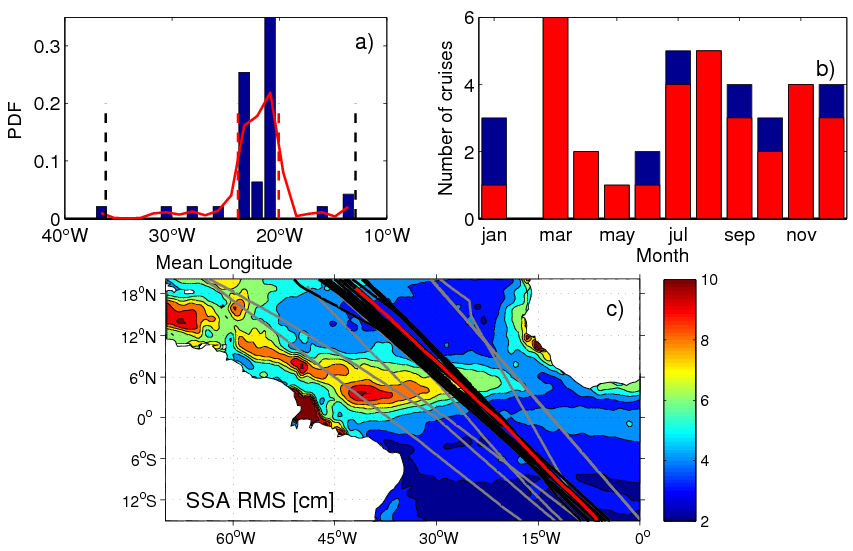 a)
PDF
0.3
0.2
0.1
0
40°W 30°W 20°W 10°W
Mean Longitude
b)
Number of cruises
6
4
2
0
jan mar may jul sep nov
Month
c)
18°N
12°N
6°N
0°
6°S
12°S
SSA RMS [cm]
60°W 45°W 30°W 15°W 0°
10
8
6
4
2